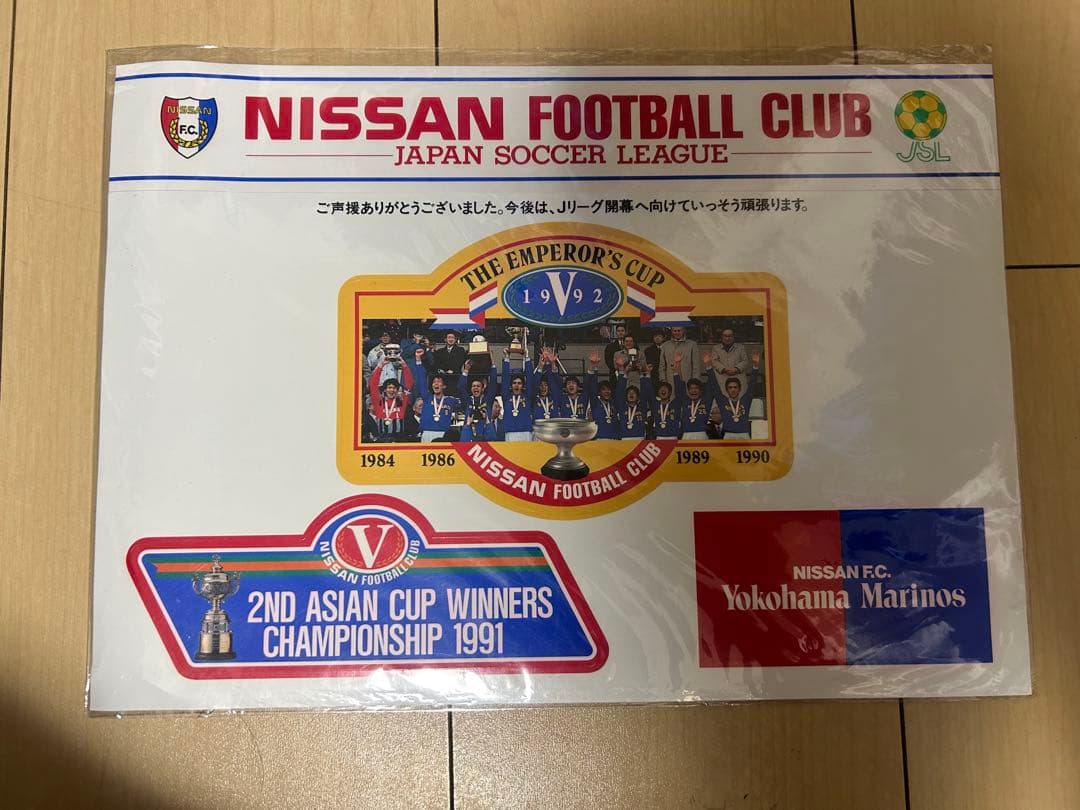 NISSAN
F.C.
NISSAN FOOTBALL CLUB
JAPAN SOCCER LEAGUE
JSL
ご声援ありがとうございました。今後は、Jリーグ開幕へ向けていっそう頑張ります。
THE EMPEROR'S CUP
19 V 92
1984 1986 1989 1990
NISSAN FOOTBALL CLUB
V
NISSAN FOOTBALL CLUB
2ND ASIAN CUP WINNERS
CHAMPIONSHIP 1991
NISSAN F.C.
Yokohama Marinos